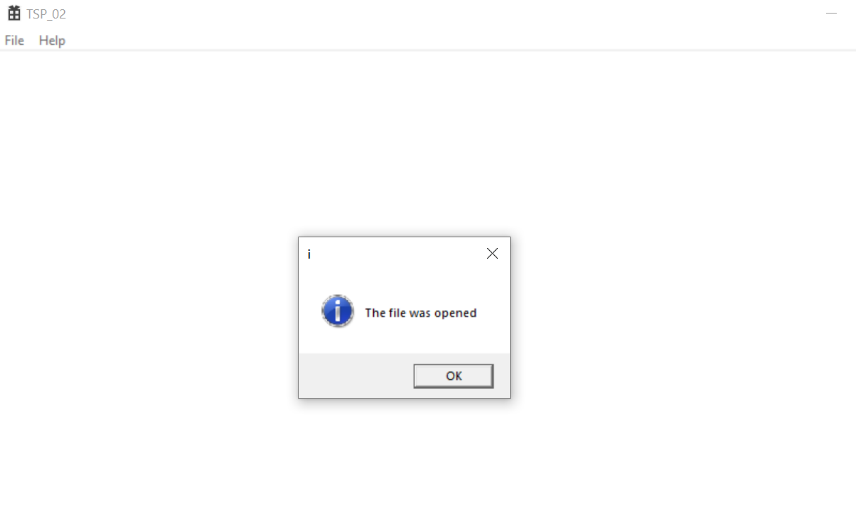 TSP_02
File Help
i
The file was opened
OK